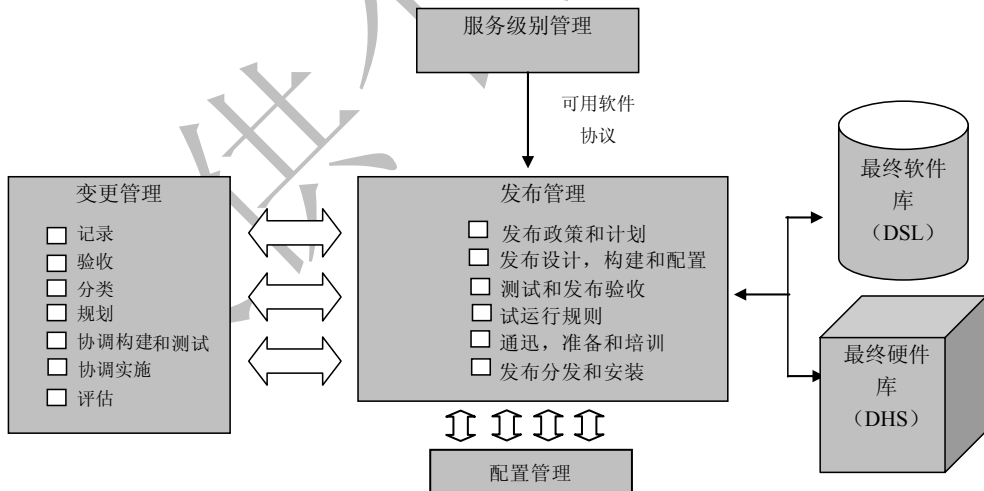 服务级别管理
可用软件
协议
变更管理
记录
验收
分类
规划
协调构建和测试
协调实施
评估
发布管理
发布政策和计划
发布设计，构建和配置
测试和发布验收
试运行规则
通迅，准备和培训
发布分发和安装
最终软件
库
（DSL）
最终硬件
库
（DHS）
配置管理
供